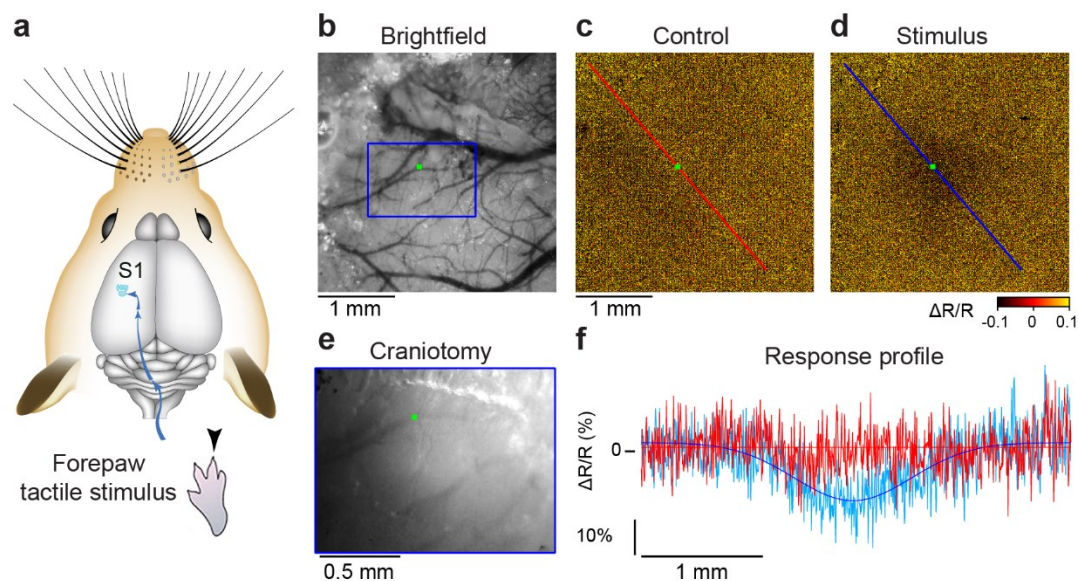 a
S1
Forepaw
tactile stimulus
b
Brightfield
1 mm
c
Control
1 mm
d
Stimulus
ΔR/R
-0.1 0 0.1
e
Craniotomy
0.5 mm
f
Response profile
ΔR/R (%)
0
10%
1 mm